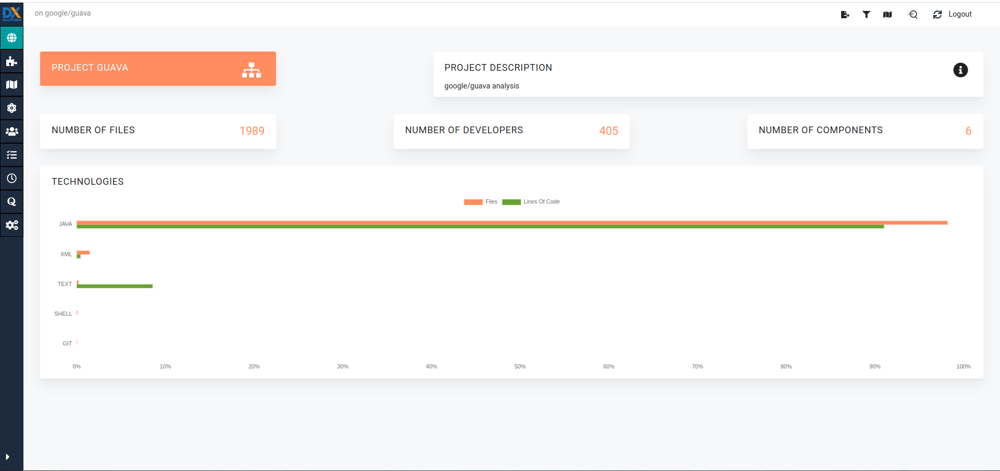 DX
PLATFORM
on google/guava
Logout
PROJECT GUAVA
PROJECT DESCRIPTION
google/guava analysis
NUMBER OF FILES 1989
NUMBER OF DEVELOPERS 405
NUMBER OF COMPONENTS 6
TECHNOLOGIES
Files Lines Of Code
JAVA
XML
TEXT
SHELL
GIT
0% 10% 20% 30% 40% 50% 60% 70% 80% 90% 100%